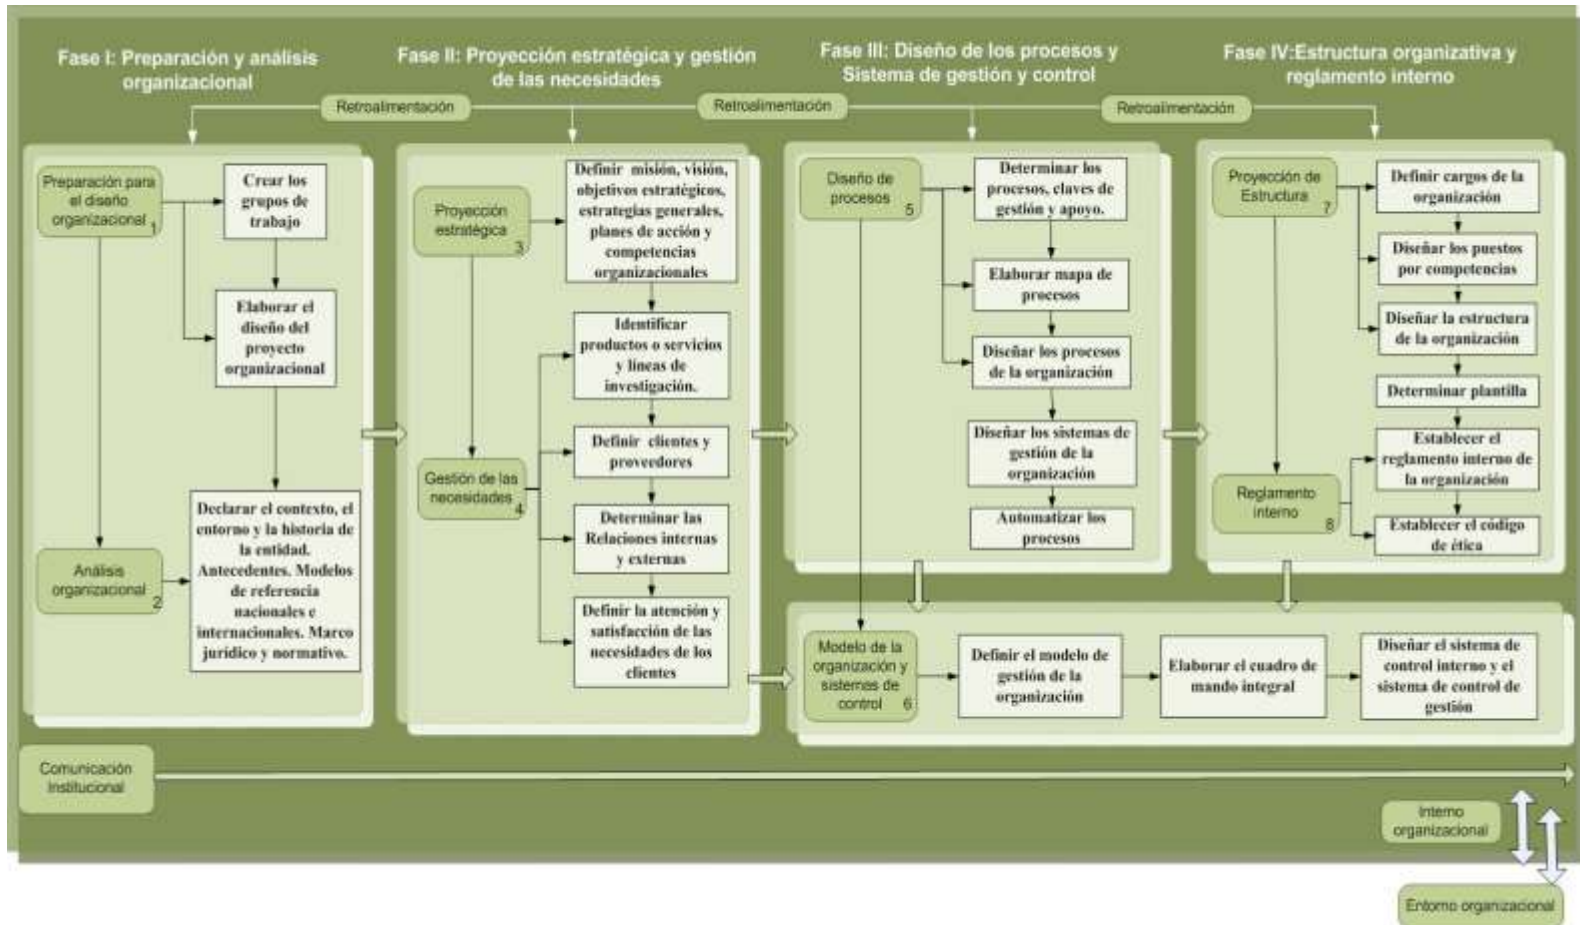 Fase I: Preparación y análisis
organizacional
Fase II: Proyección estratégica y gestión
de las necesidades
Fase III: Diseño de los procesos y
Sistema de gestión y control
Fase IV:Estructura organizativa y
reglamento interno
Retroalimentación
Retroalimentación
Retroalimentación
Preparación para
el diseño
organizacional
1
Crear los
grupos de
trabajo
Elaborar el
diseño del
proyecto
organizacional
Análisis
organizacional
2
Declarar el contexto, el
entorno y la historia de
la entidad.
Antecedentes. Modelos
de referencia
nacionales e
internacionales. Marco
jurídico y normativo.
Proyección
estratégica
3
Definir misión, visión,
objetivos estratégicos,
estrategias generales,
planes de acción y
competencias
organizacionales
Identificar
productos o servicios
y líneas de
investigación.
Gestión de las
necesidades
4
Definir clientes y
proveedores
Determinar las
Relaciones internas
y externas
Definir la atención y
satisfacción de las
necesidades de los
clientes
Diseño de
procesos
5
Determinar los
procesos, claves de
gestión y apoyo.
Elaborar mapa de
procesos
Diseñar los procesos
de la organización
Diseñar los sistemas de
gestión de la
organización
Automatizar los
procesos
Proyección de
Estructura
7
Definir cargos de la
organización
Diseñar los puestos
por competencias
Diseñar la estructura
de la organización
Determinar plantilla
Reglamento
interno
8
Establecer el
reglamento interno de
la organización
Establecer el código
de ética
Modelo de la
organización y
sistemas de
control
6
Definir el modelo de
gestión de la
organización
Elaborar el cuadro de
mando integral
Diseñar el sistema de
control interno y el
sistema de control de
gestión
Comunicación
Institucional
Interno
organizacional
Entorno organizacional